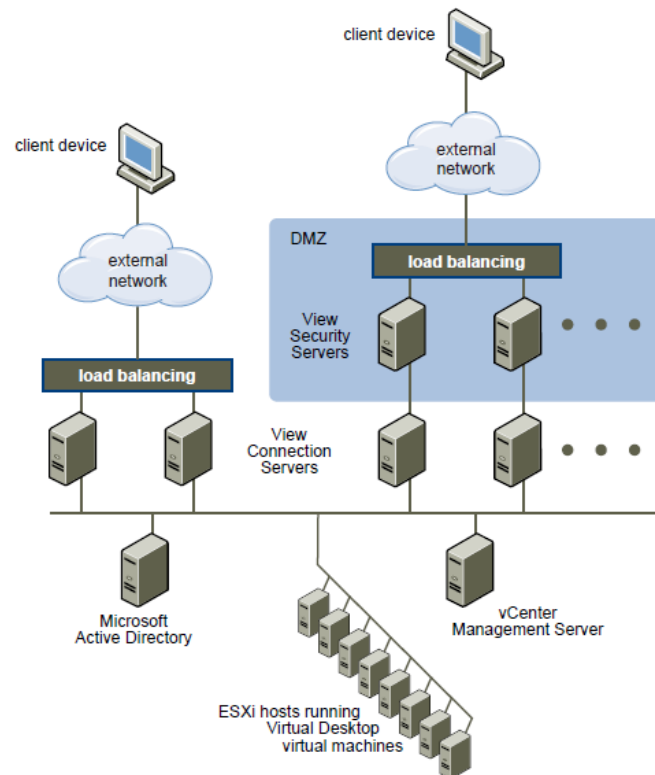 client device
external
network
client device
external
network
DMZ
load balancing
View
Security
Servers
load balancing
View
Connection
Servers
Microsoft
Active Directory
vCenter
Management Server
ESXi hosts running
Virtual Desktop
virtual machines